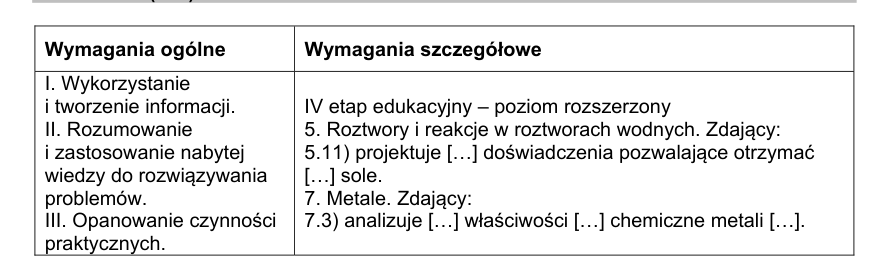 Wymagania ogólne
Wymagania szczegółowe
I. Wykorzystanie
i tworzenie informacji.
II. Rozumowanie
i zastosowanie nabytej
wiedzy do rozwiązywania
problemów.
III. Opanowanie czynności
praktycznych.
IV etap edukacyjny – poziom rozszerzony
5. Roztwory i reakcje w roztworach wodnych. Zdający:
5.11) projektuje […] doświadczenia pozwalające otrzymać
[…] sole.
7. Metale. Zdający:
7.3) analizuje […] właściwości […] chemiczne metali […].